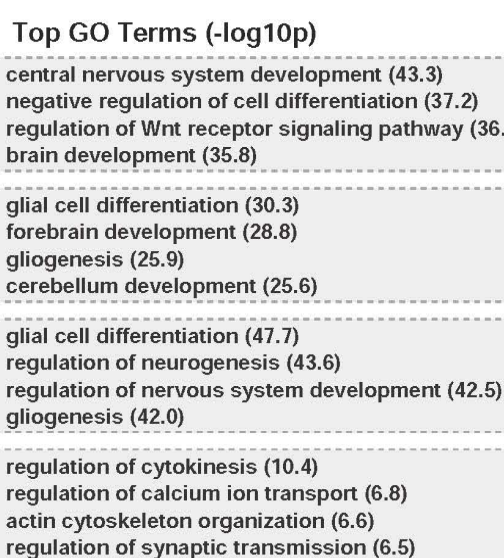 Top GO Terms (-log10p)
central nervous system development (43.3)
negative regulation of cell differentiation (37.2)
regulation of Wnt receptor signaling pathway (36.
brain development (35.8)
glial cell differentiation (30.3)
forebrain development (28.8)
gliogenesis (25.9)
cerebellum development (25.6)
glial cell differentiation (47.7)
regulation of neurogenesis (43.6)
regulation of nervous system development (42.5)
gliogenesis (42.0)
regulation of cytokinesis (10.4)
regulation of calcium ion transport (6.8)
actin cytoskeleton organization (6.6)
regulation of synaptic transmission (6.5)